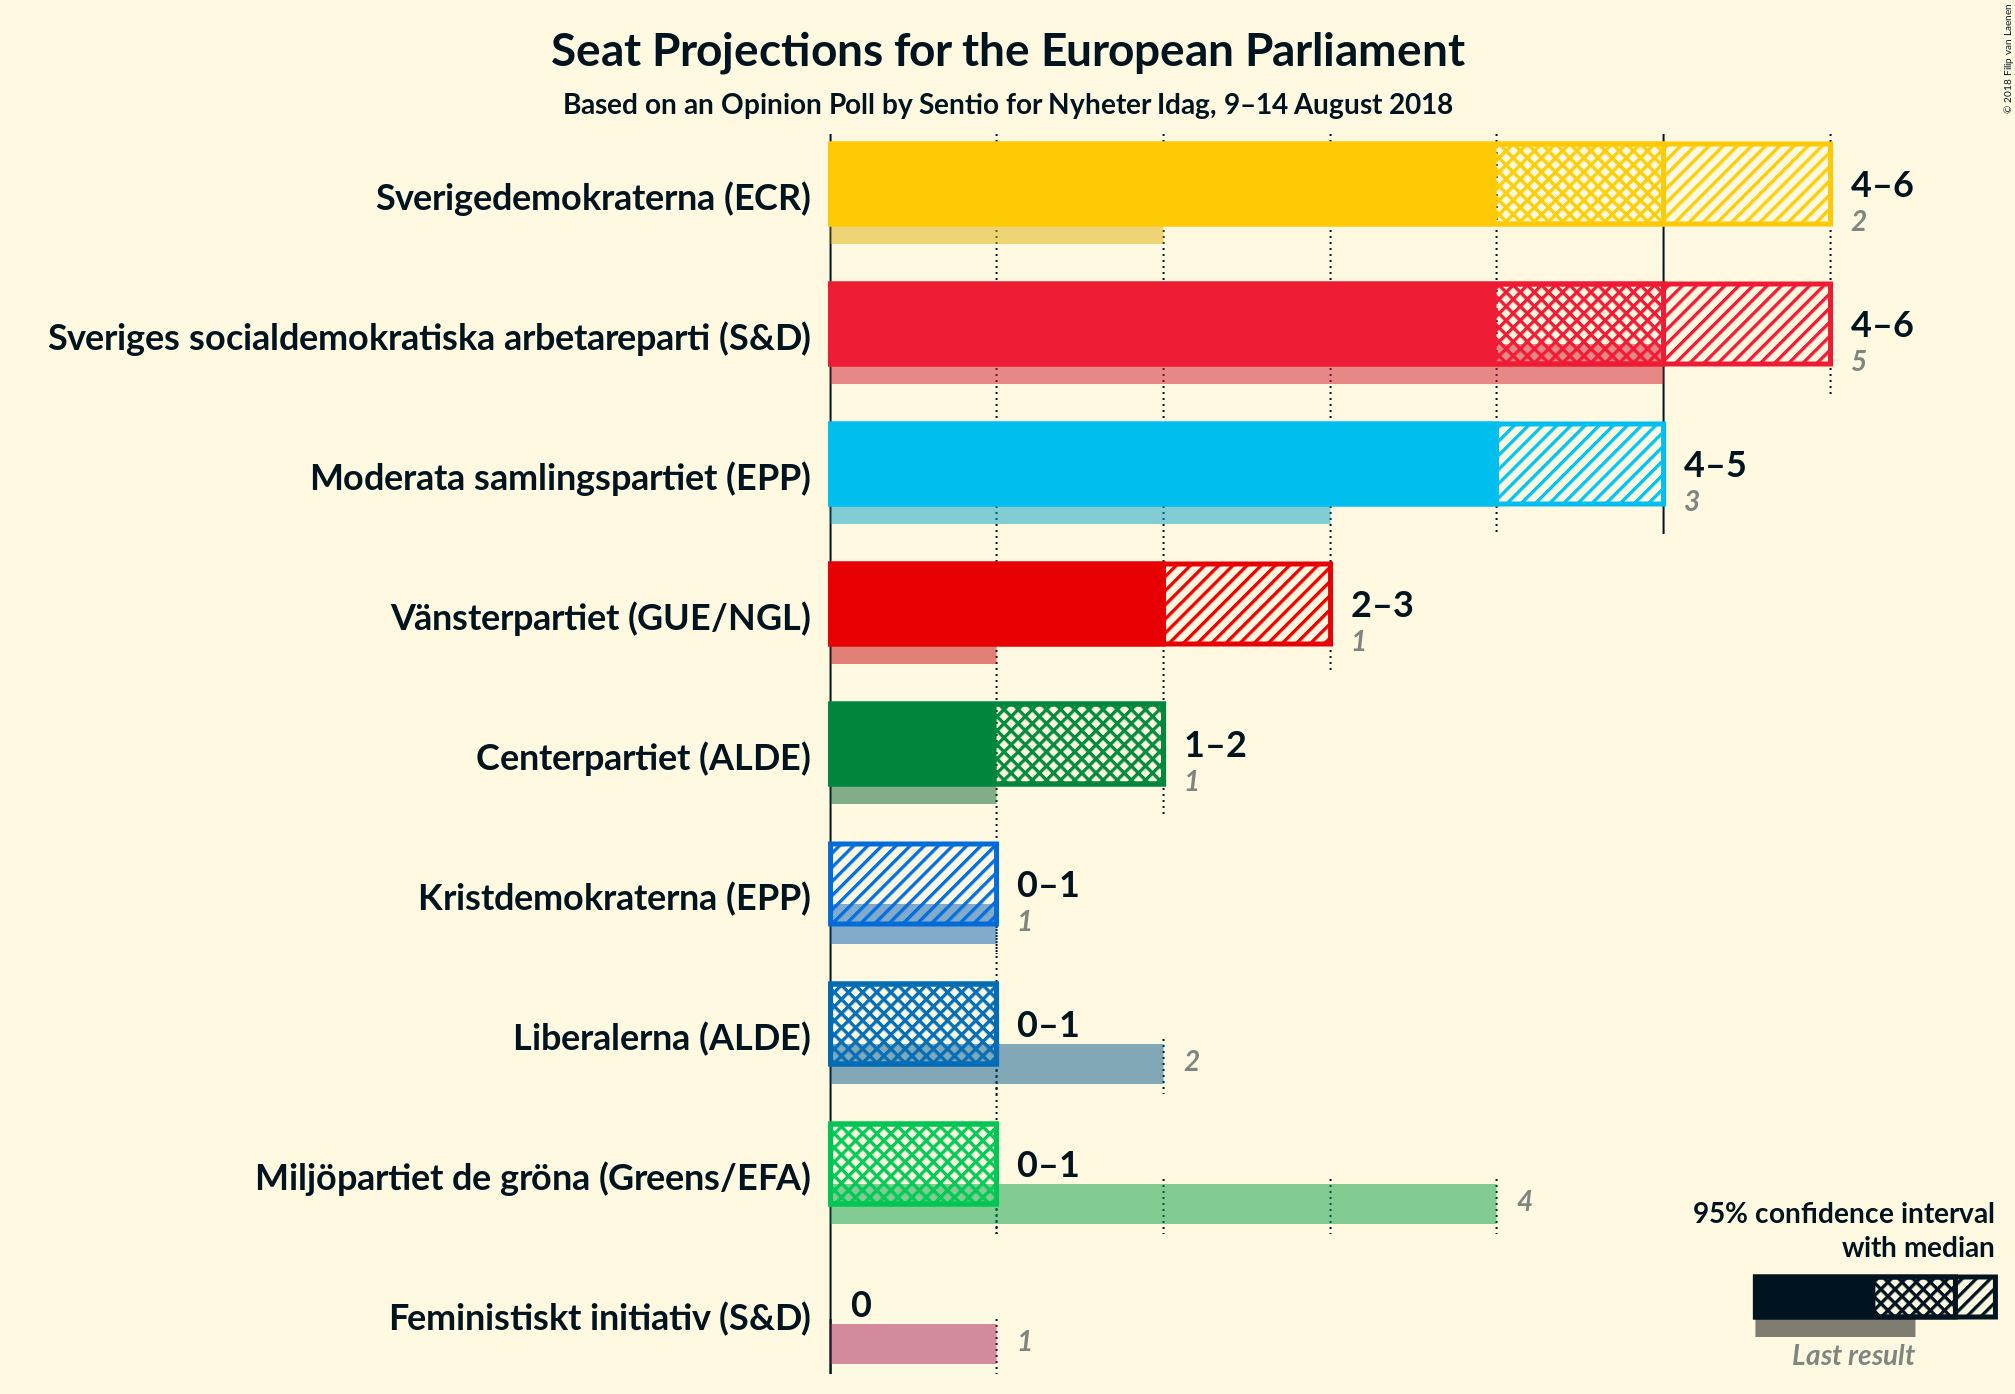 Seat Projections for the European Parliament
Based on an Opinion Poll by Sentio for Nyheter Idag, 9–14 August 2018
© 2018 Filip van Laenen
Sverigedemokraterna (ECR)
4–6
2
Sveriges socialdemokratiska arbetareparti (S&D)
4–6
5
Moderata samlingspartiet (EPP)
4–5
3
Vänsterpartiet (GUE/NGL)
2–3
1
Centerpartiet (ALDE)
1–2
1
Kristdemokraterna (EPP)
0–1
1
Liberalerna (ALDE)
0–1
2
Miljöpartiet de gröna (Greens/EFA)
0–1
4
Feministiskt initiativ (S&D)
0
1
95% confidence interval
with median
Last result